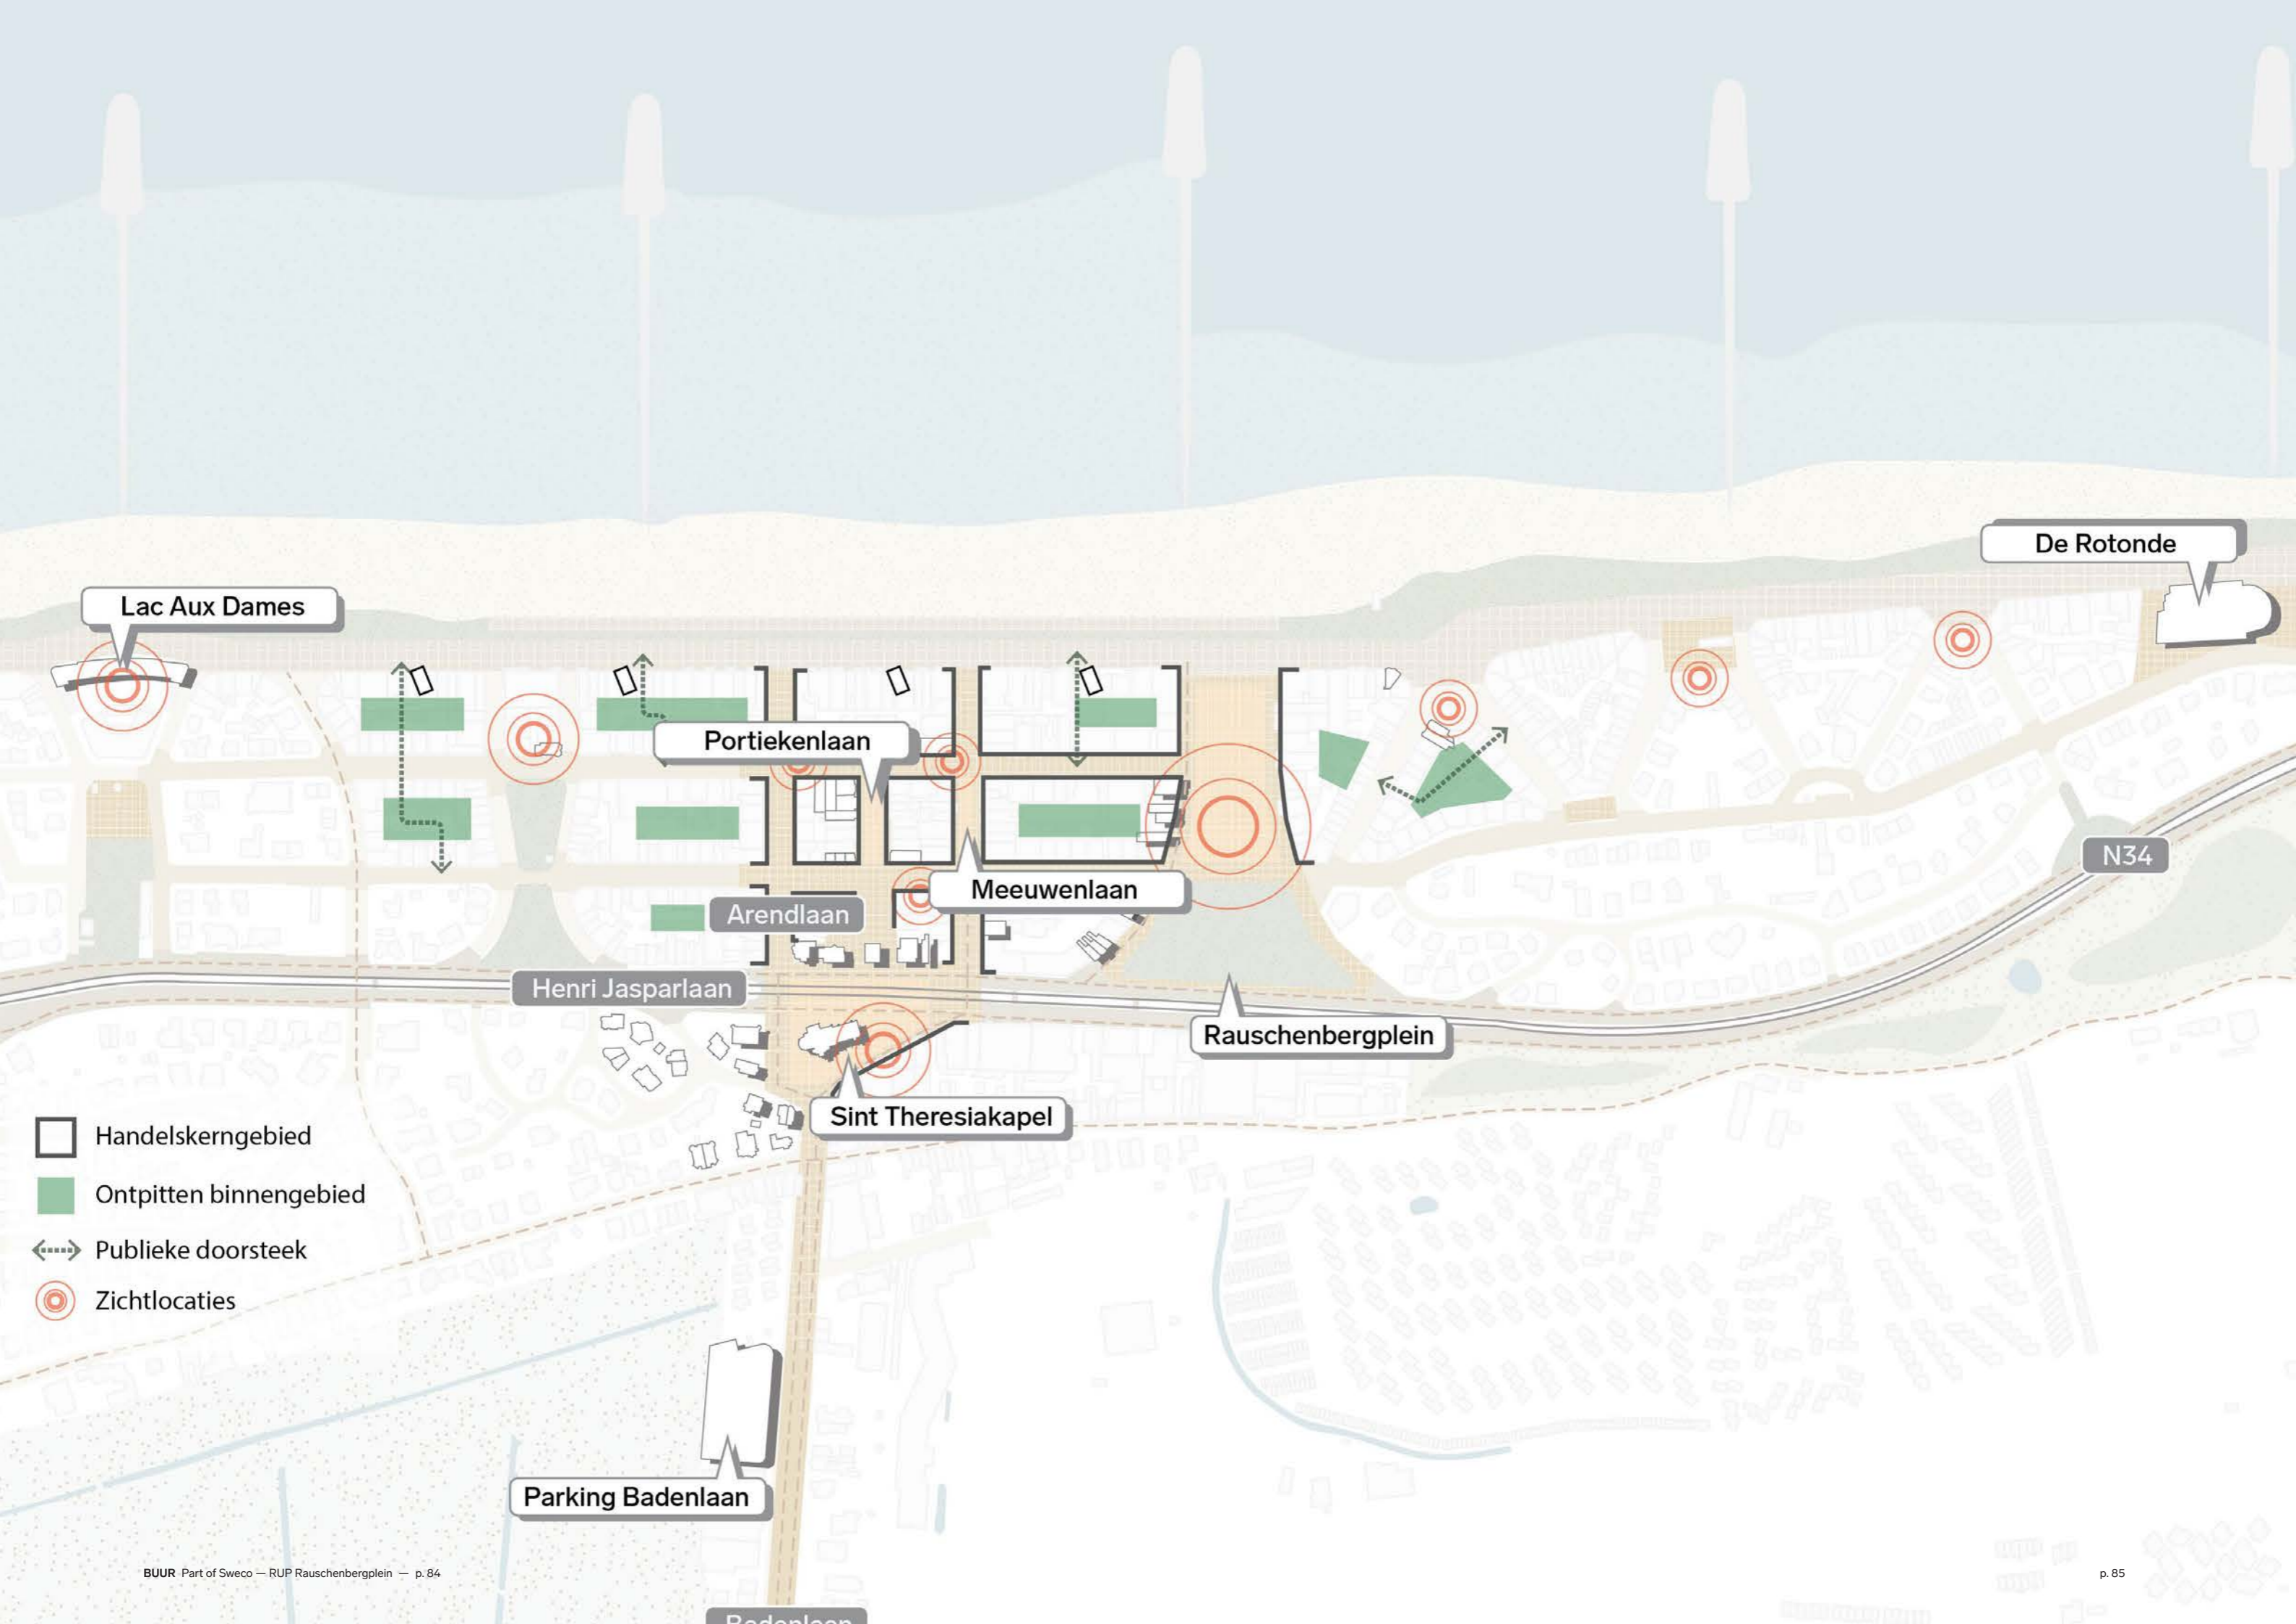 De Rotonde
Lac Aux Dames
Portiekenlaan
N34
Meeuwenlaan
Arendlaan
Henri Jasparlaan
Rauschenbergplein
Sint Theresiakapel
Handelskerngebied
Ontpitten binnengebied
Publieke doorsteek
Zichtlocaties
Parking Badenlaan
BUUR Part of Sweco — RUP Rauschenbergplein — p. 84
p. 85
Badenlaan